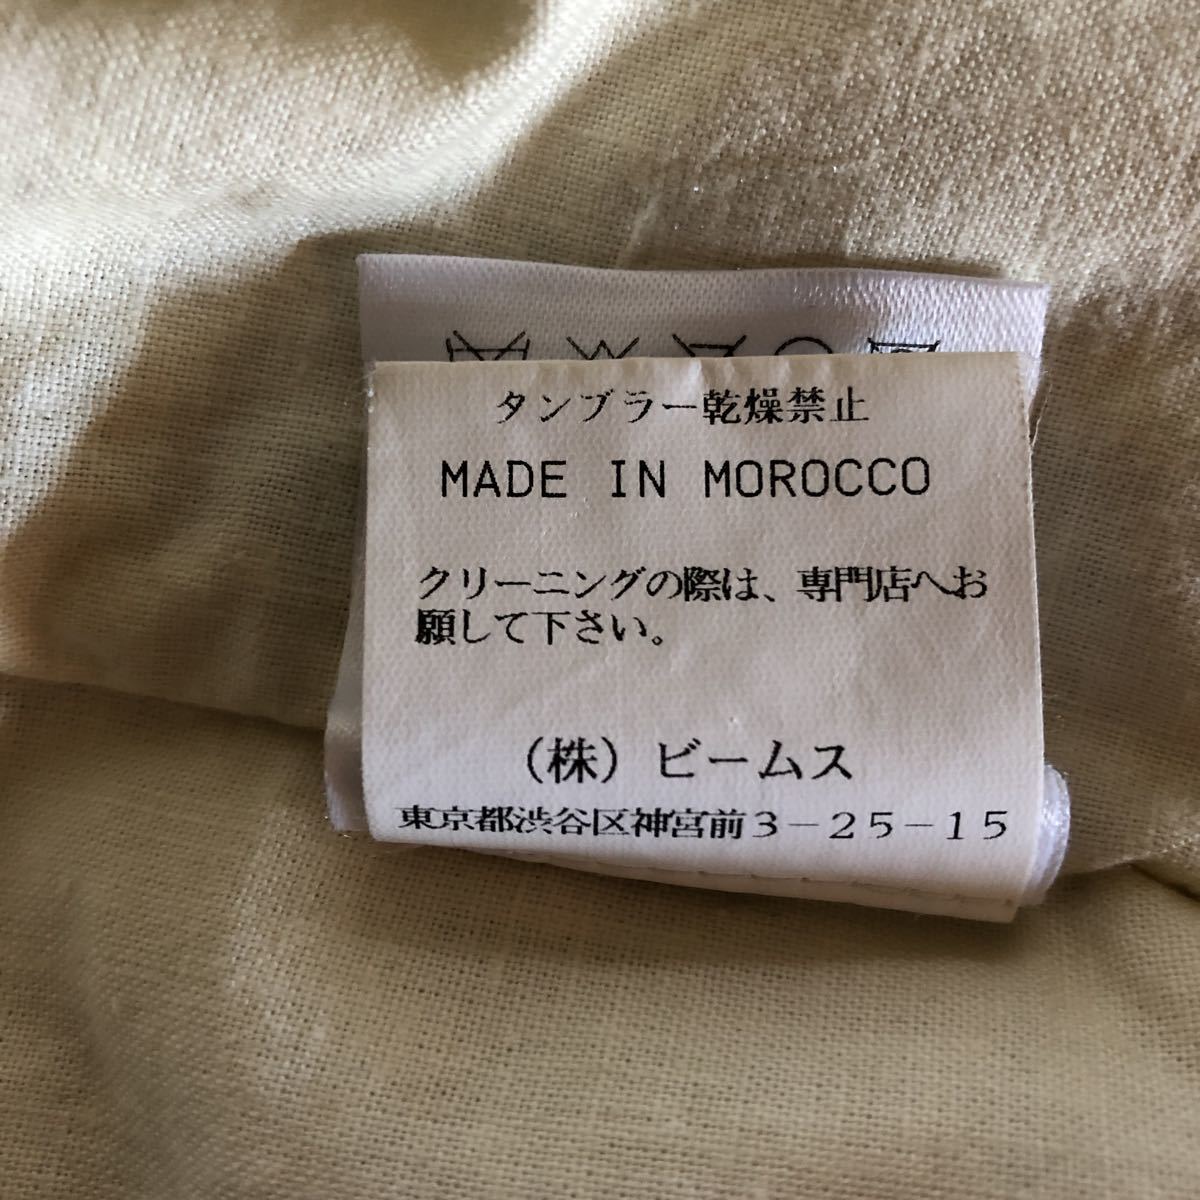 タンブラー乾燥禁止
MADE IN MOROCCO
クリーニングの際は、専門店へお
願して下さい。
（株）ビームス
東京都渋谷区神宮前３−２５−１５